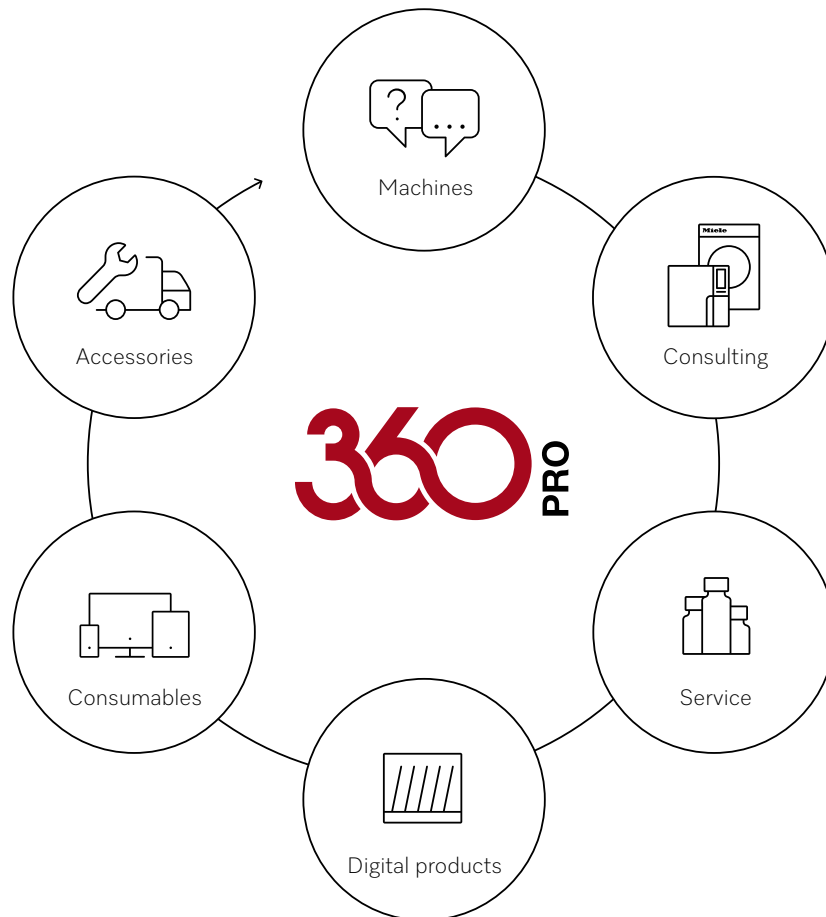 ?
...
Machines
Miele
Accessories
Consulting
360 PRO
Consumables
Service
Digital products